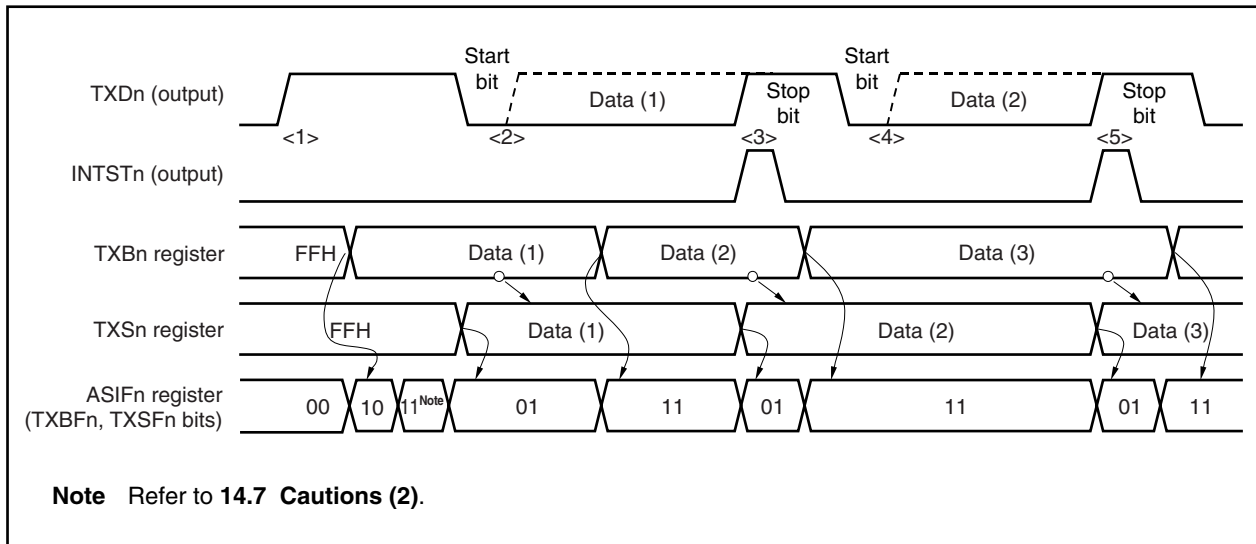 Start bit
Start bit
TXDn (output)
Data (1)
Stop bit
Data (2)
Stop bit
<1>
<2>
<3>
<4>
<5>
INTSTn (output)
TXBn register
FFH
Data (1)
Data (2)
Data (3)
TXSn register
FFH
Data (1)
Data (2)
Data (3)
ASIFn register
(TXBFn, TXSFn bits)
00
10
11Note
01
11
01
11
01
11
Note Refer to 14.7 Cautions (2).